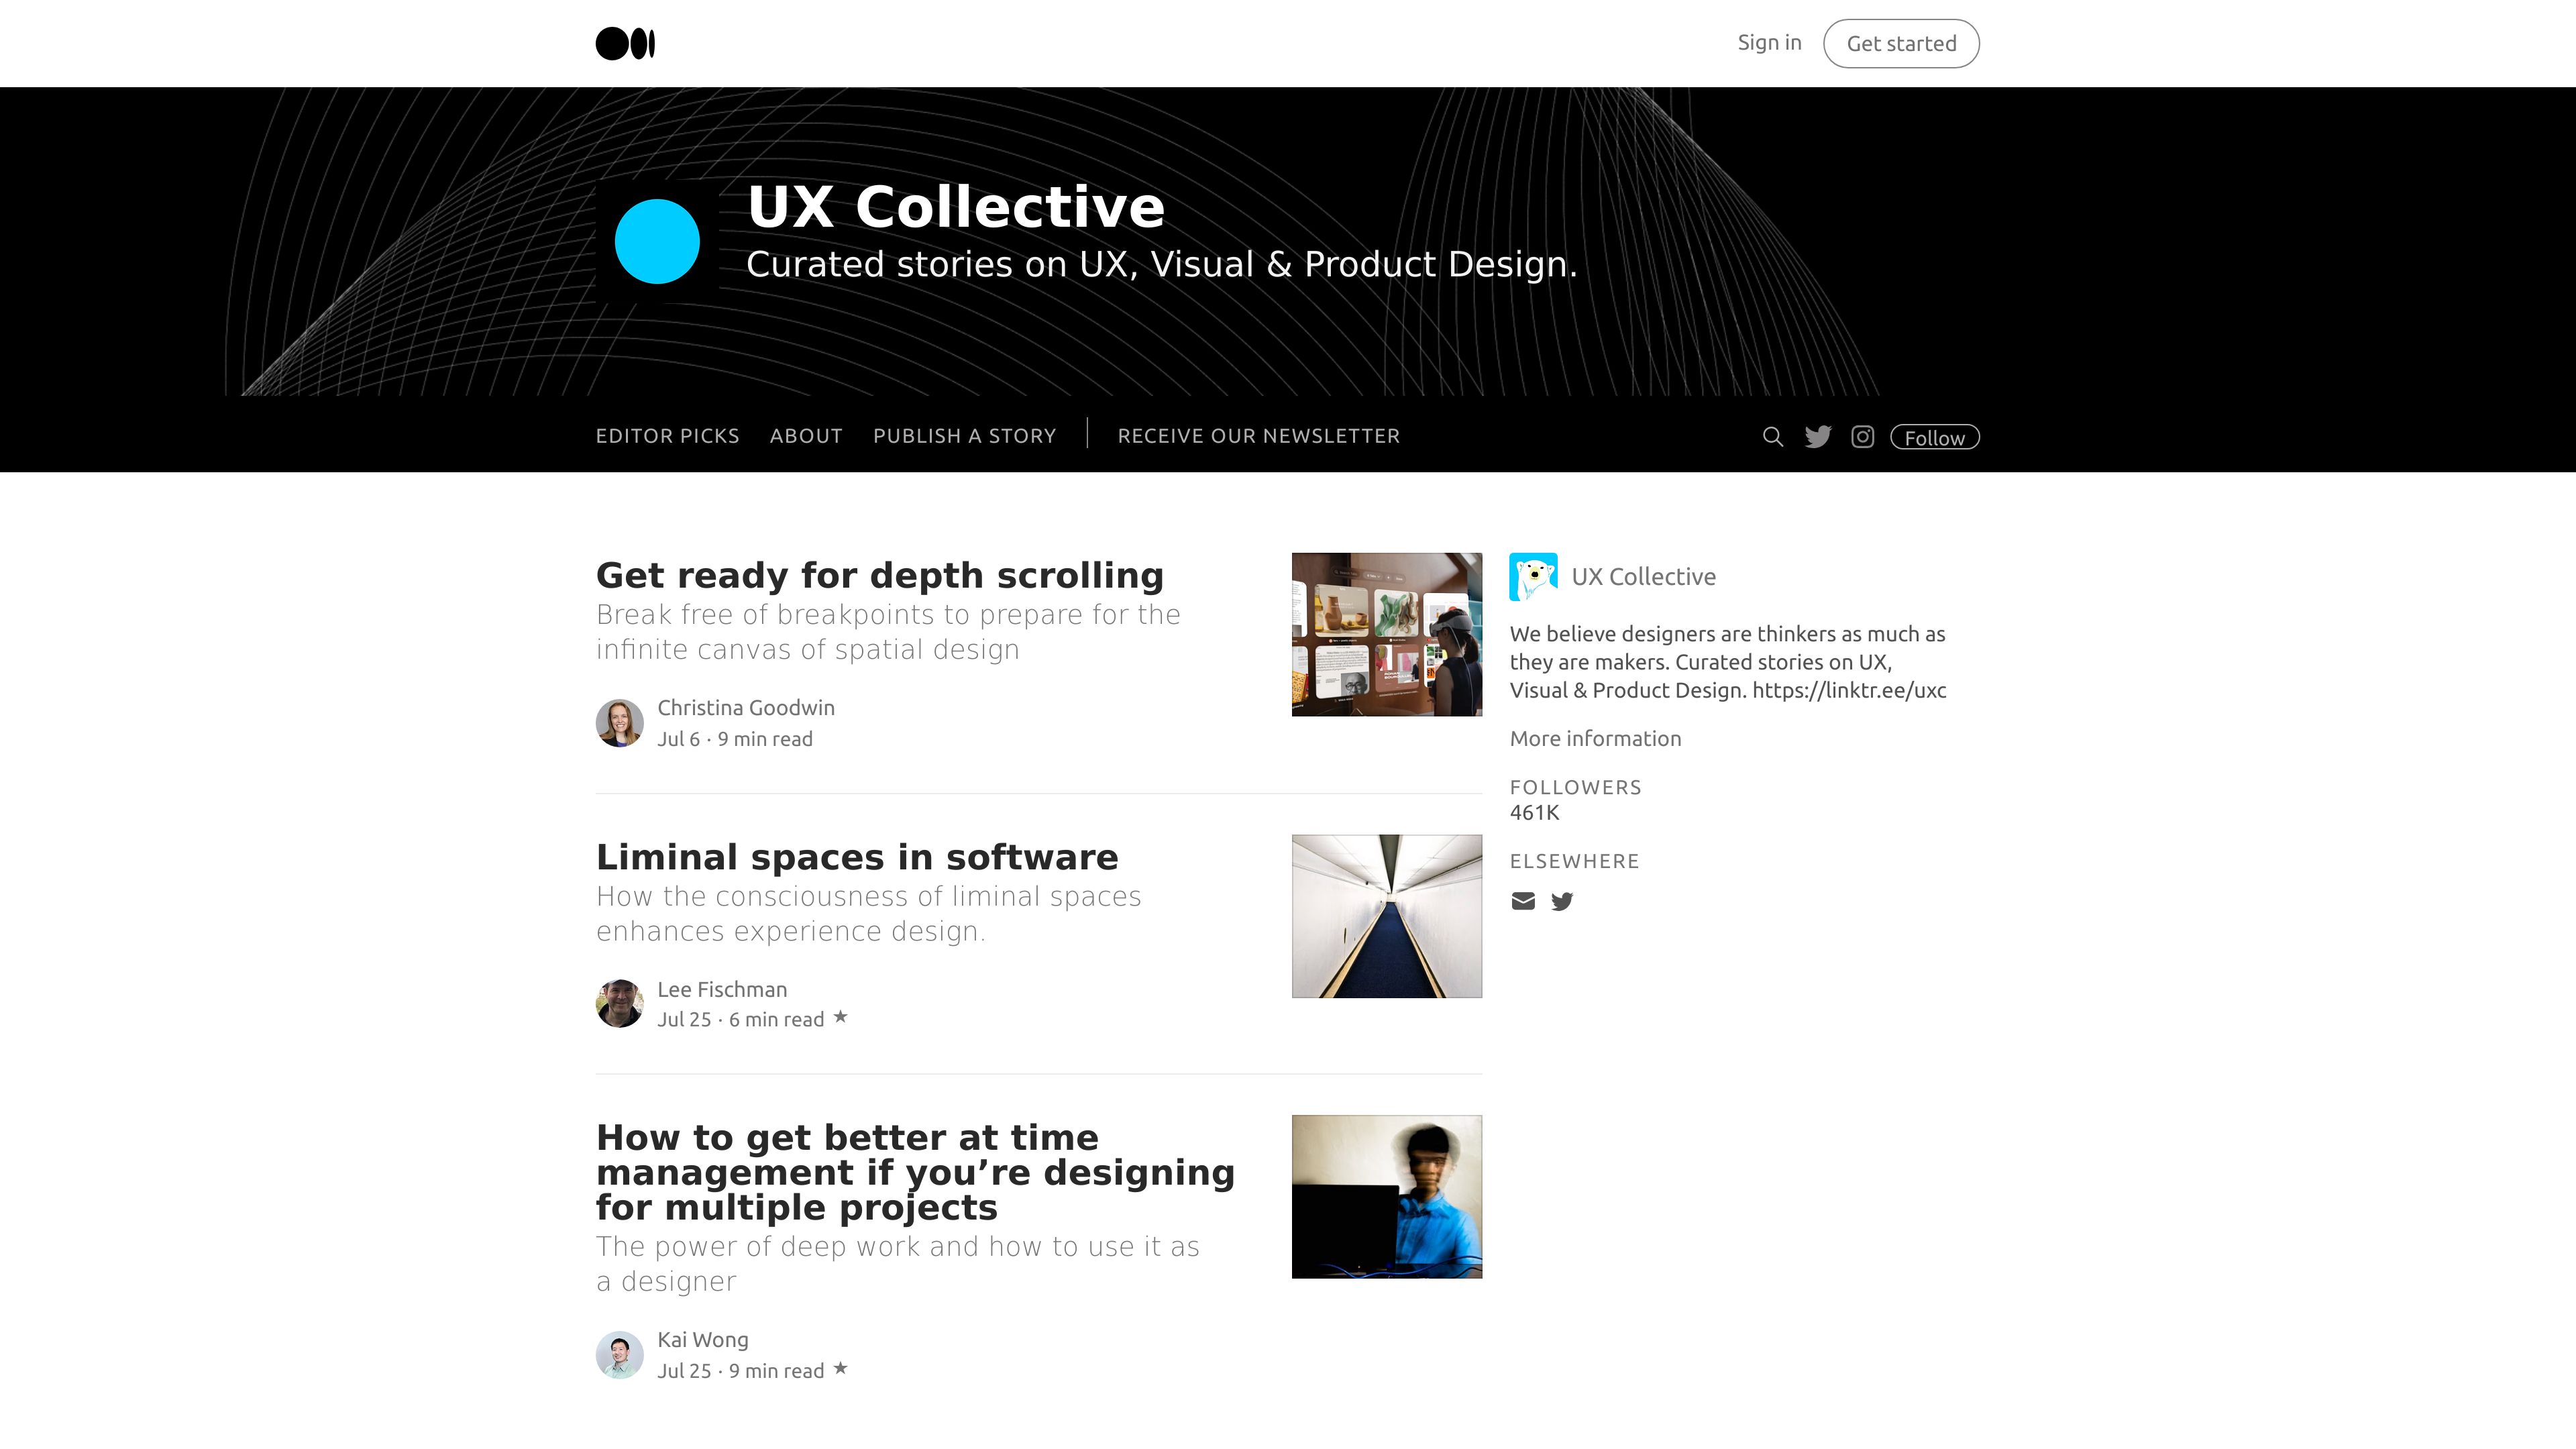 Sign in
Get started
UX Collective
Curated stories on UX, Visual & Product Design.
EDITOR PICKS
ABOUT
PUBLISH A STORY
RECEIVE OUR NEWSLETTER
Follow
Get ready for depth scrolling
Break free of breakpoints to prepare for the
infinite canvas of spatial design
Christina Goodwin
Jul 6 · 9 min read
Liminal spaces in software
How the consciousness of liminal spaces
enhances experience design.
Lee Fischman
Jul 25 · 6 min read ★
How to get better at time
management if you’re designing
for multiple projects
The power of deep work and how to use it as
a designer
Kai Wong
Jul 25 · 9 min read ★
UX Collective
We believe designers are thinkers as much as
they are makers. Curated stories on UX,
Visual & Product Design. https://linktr.ee/uxc
More information
FOLLOWERS
461K
ELSEWHERE